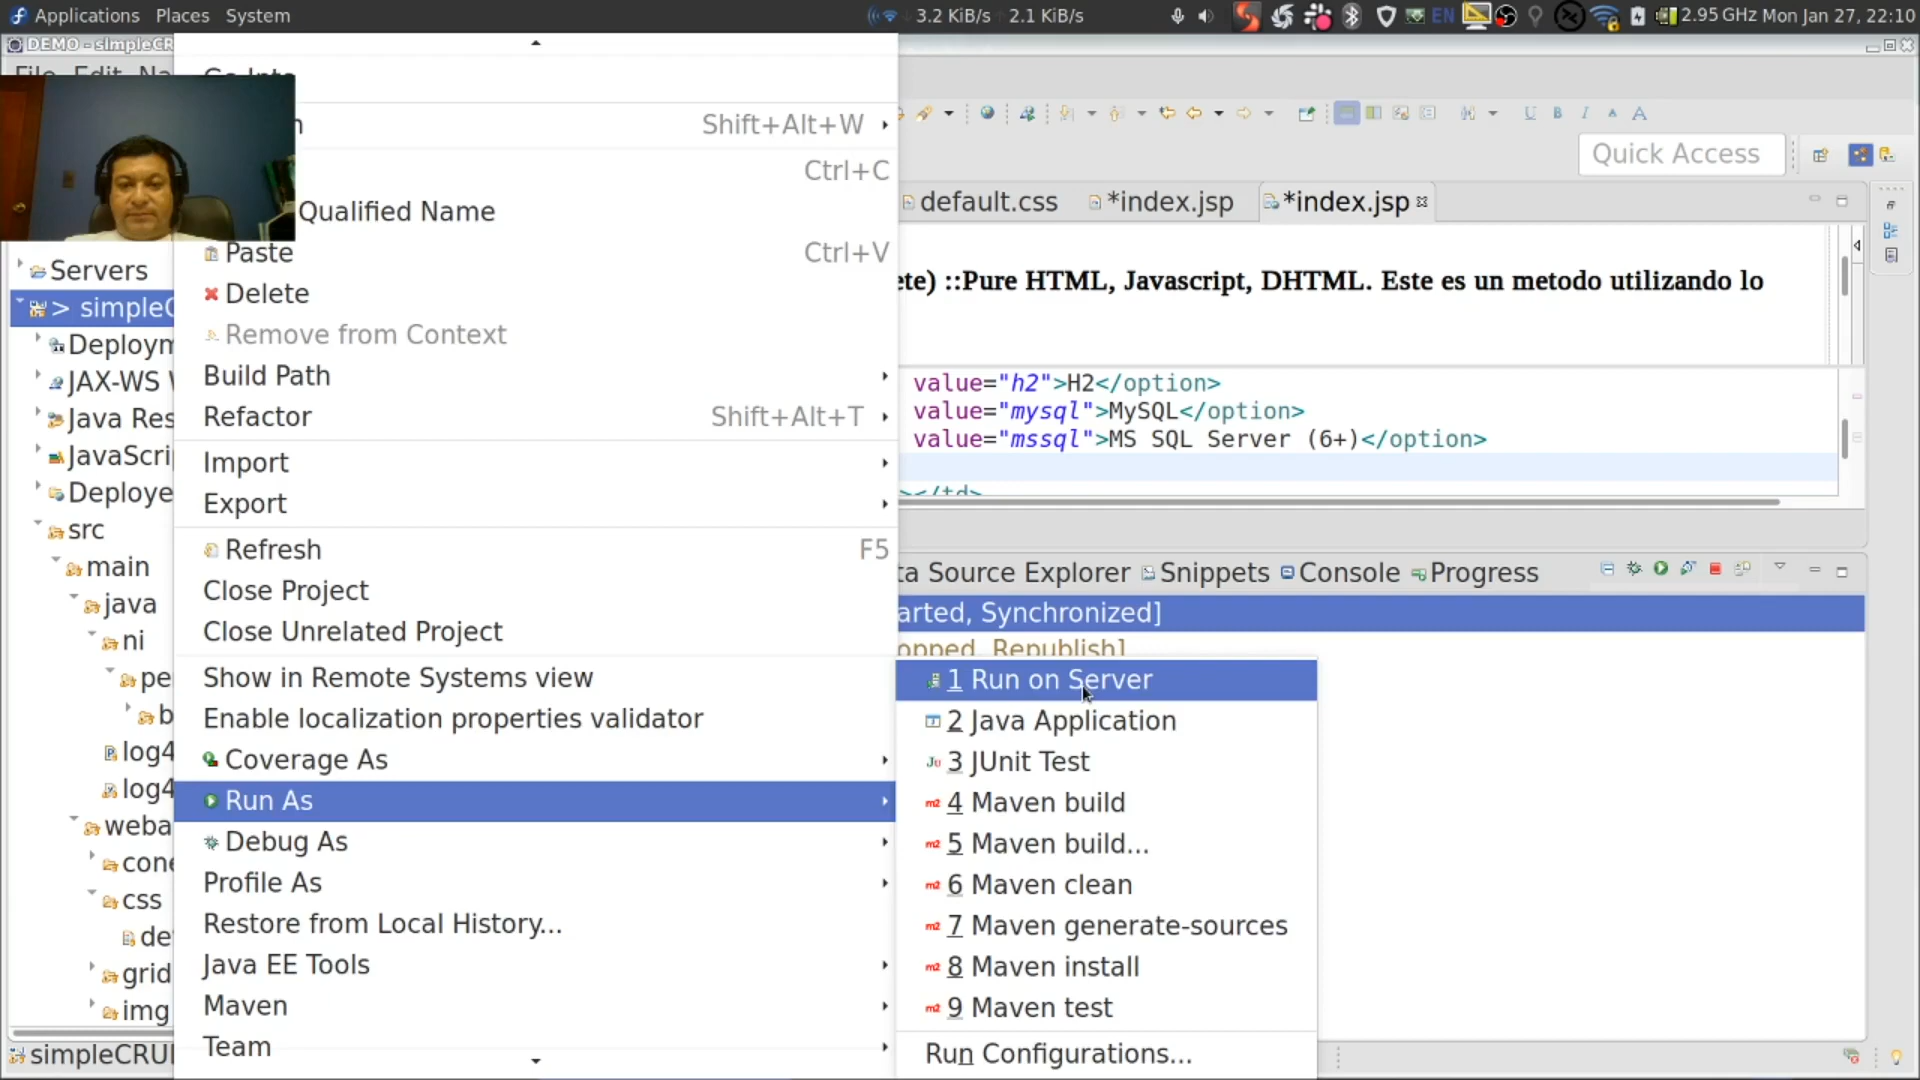 Applications Places System
3.2 KiB/s 2.1 KiB/s
EN
2.95 GHz Mon Jan 27, 22:10
DEMO - simpleCR
Shift+Alt+W
Ctrl+C
Qualified Name
Paste Ctrl+V
Delete
Remove from Context
Build Path
Refactor Shift+Alt+T
Import
Export
Refresh F5
Close Project
Close Unrelated Project
Show in Remote Systems view
Enable localization properties validator
Coverage As
Run As
Debug As
Profile As
Restore from Local History...
Java EE Tools
Maven
Team
Servers
> simpleC
Deploym
JAX-WS
Java Res
JavaScri
Deploye
src
main
java
ni
pe
b
log4
log4
weba
cone
css
de
grid
img
simpleCRU
Quick Access
default.css *index.jsp *index.jsp
ete) ::Pure HTML, Javascript, DHTML. Este es un metodo utilizando lo
value="h2">H2</option>
value="mysql">MySQL</option>
value="mssql">MS SQL Server (6+)</option>
></td>
ta Source Explorer Snippets Console Progress
arted, Synchronized]
opped, Republish]
1 Run on Server
2 Java Application
3 JUnit Test
4 Maven build
5 Maven build...
6 Maven clean
7 Maven generate-sources
8 Maven install
9 Maven test
Run Configurations...